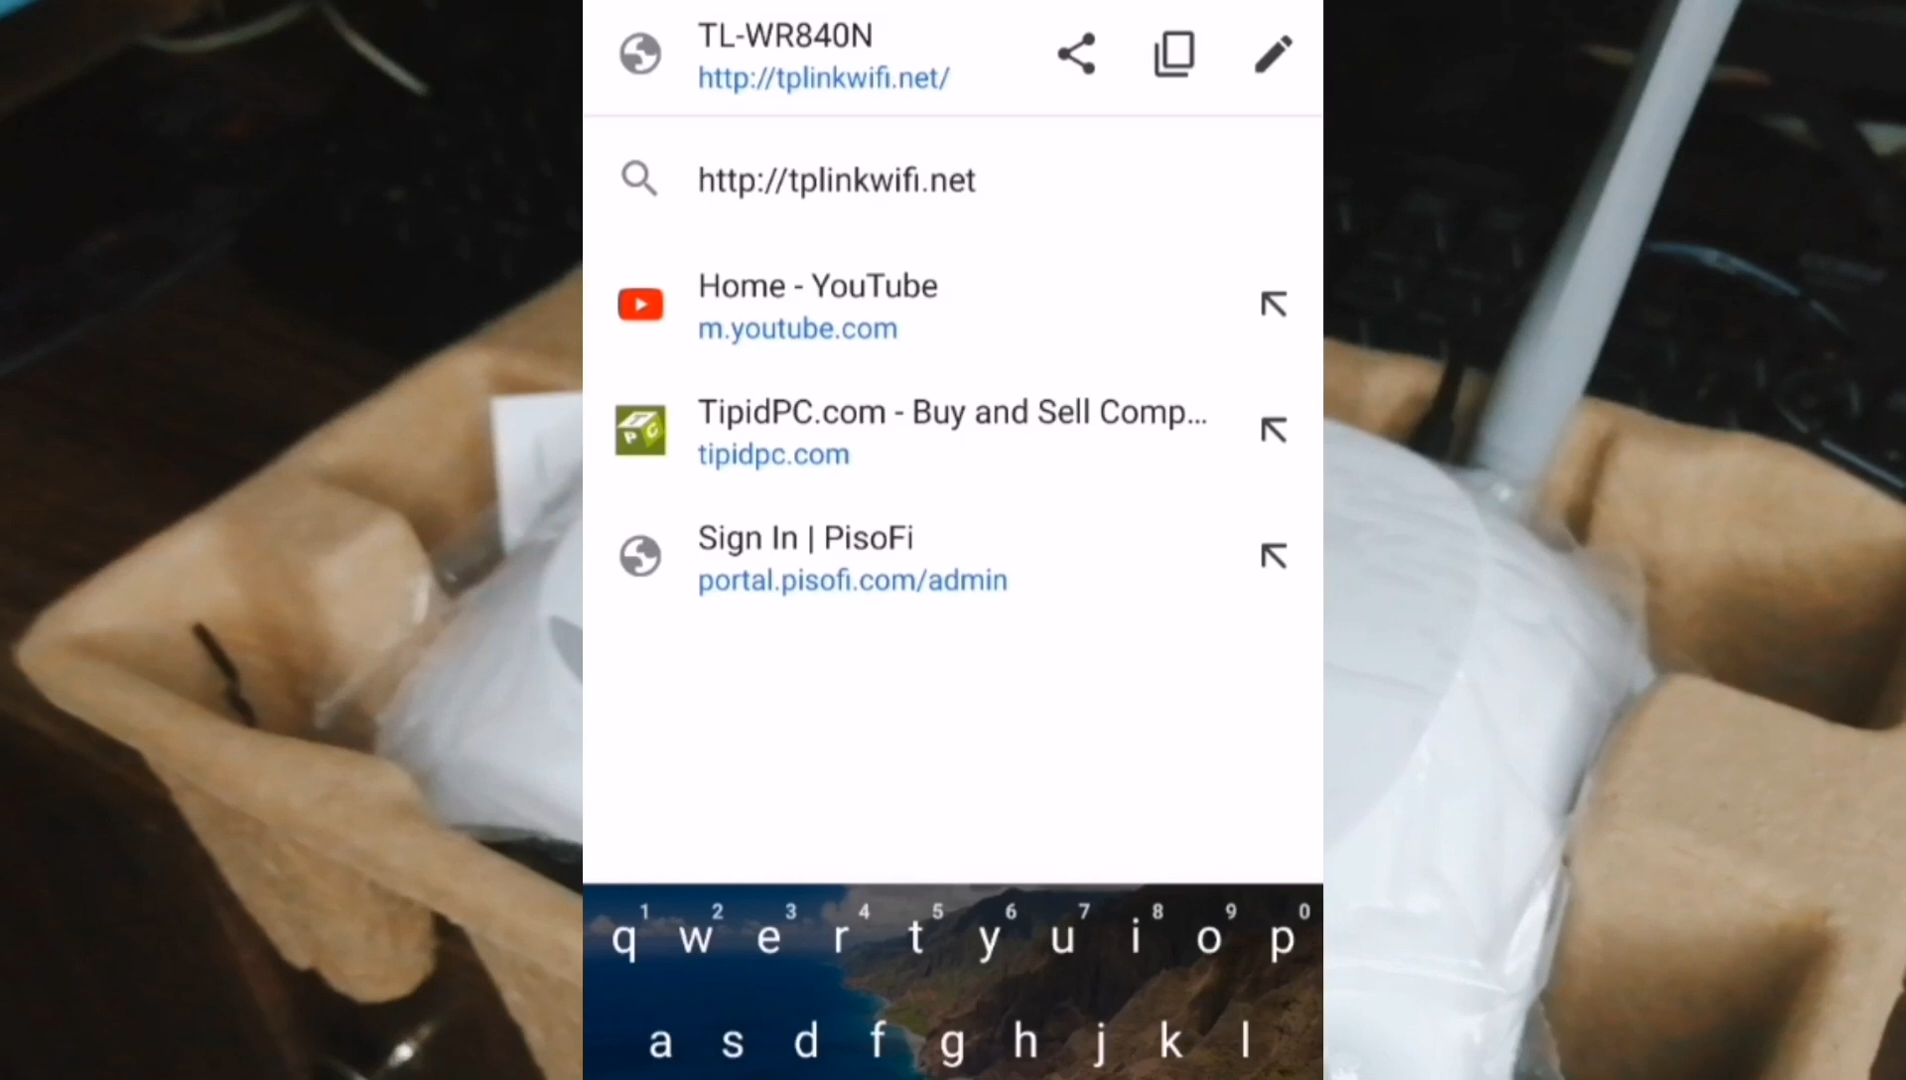 TL-WR840N
http://tplinkwifi.net/
http://tplinkwifi.net
Home - YouTube
m.youtube.com
TipidPC.com - Buy and Sell Comp...
tipidpc.com
Sign In | PisoFi
portal.pisofi.com/admin
1 2 3 4 5 6 7 8 9 0
q w e r t y u i o p
a s d f g h j k l